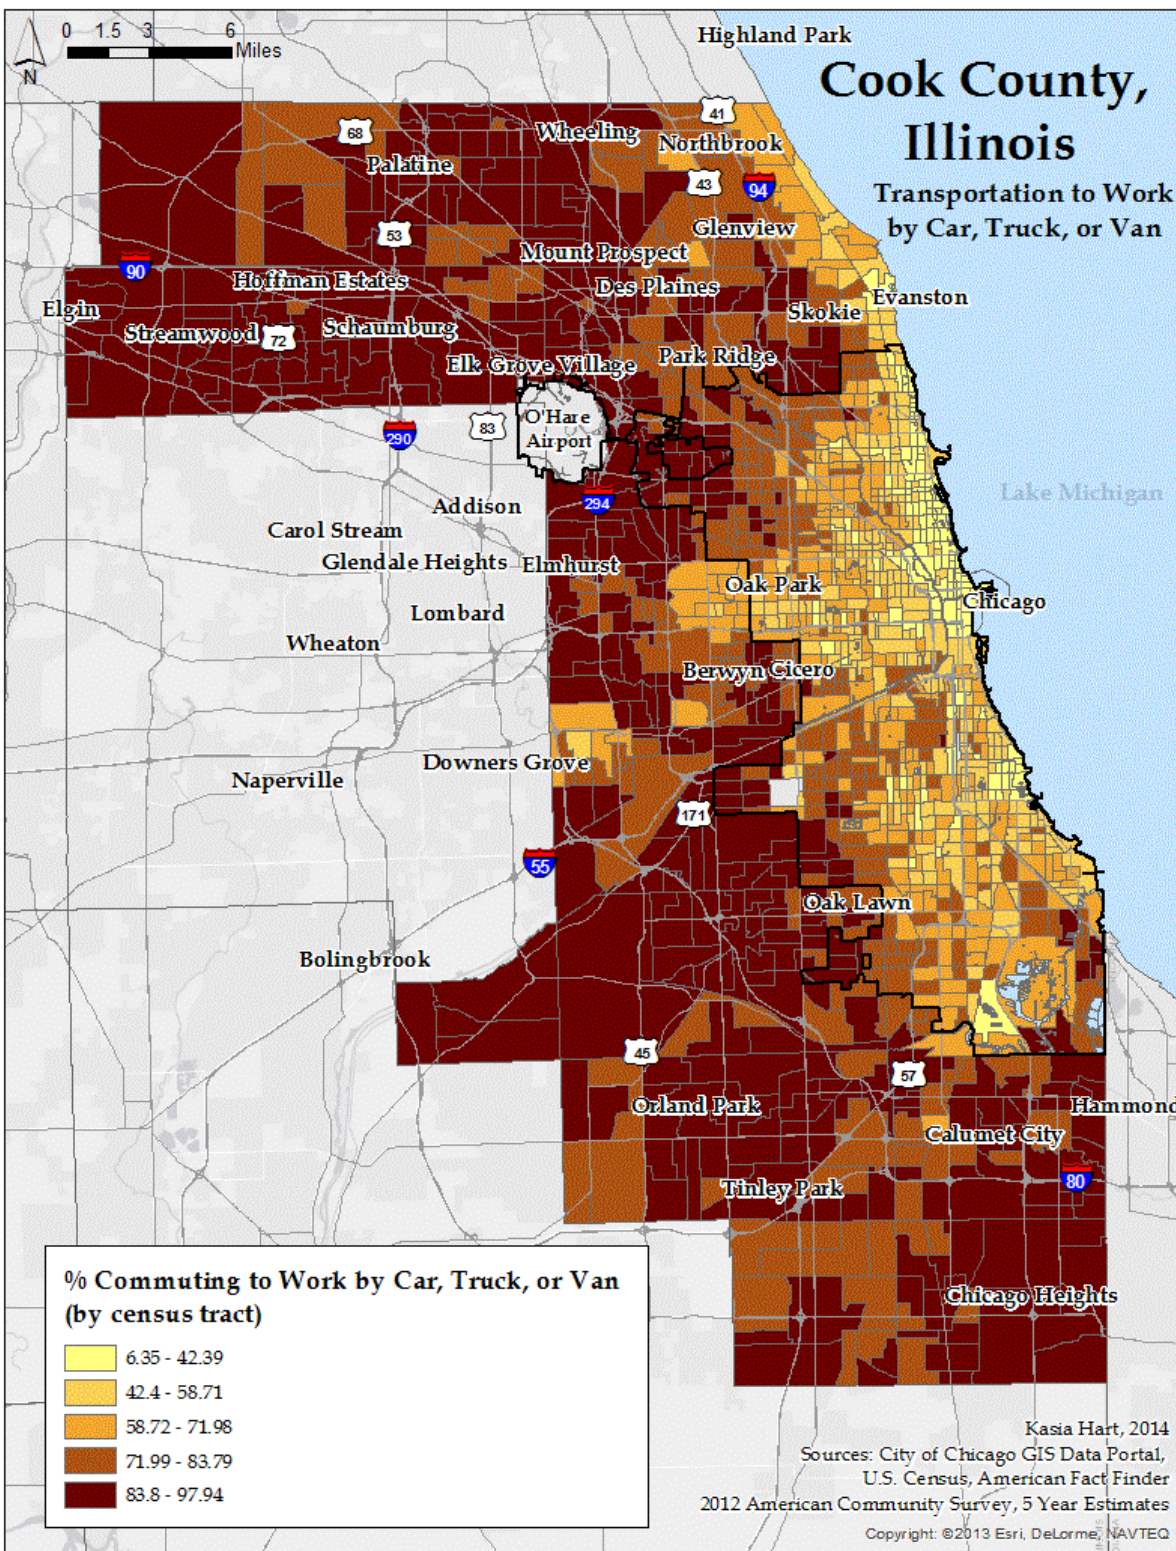 0 1.5 3 6
Miles
N
Highland Park
Cook County,
Illinois
Transportation to Work
by Car, Truck, or Van
41
68
Wheeling
Northbrook
Palatine
43
94
53
Glenview
Mount Prospect
90
Hoffman Estates
Des Plaines
Evanston
Elgin
Skokie
Streamwood
72
Schaumburg
Park Ridge
Elk Grove Village
O'Hare
Airport
83
290
Lake Michigan
294
Addison
Carol Stream
Glendale Heights
Elmhurst
Oak Park
Chicago
Lombard
Wheaton
Berwyn
Cicero
Downers Grove
Naperville
171
55
Oak Lawn
Bolingbrook
45
57
Orland Park
Hammond
Calumet City
80
Tinley Park
Chicago Heights
% Commuting to Work by Car, Truck, or Van
(by census tract)
6.35 - 42.39
42.4 - 58.71
58.72 - 71.98
71.99 - 83.79
83.8 - 97.94
Kasia Hart, 2014
Sources: City of Chicago GIS Data Portal,
U.S. Census, American Fact Finder
2012 American Community Survey, 5 Year Estimates
Copyright: ©2013 Esri, DeLorme, NAVTEQ